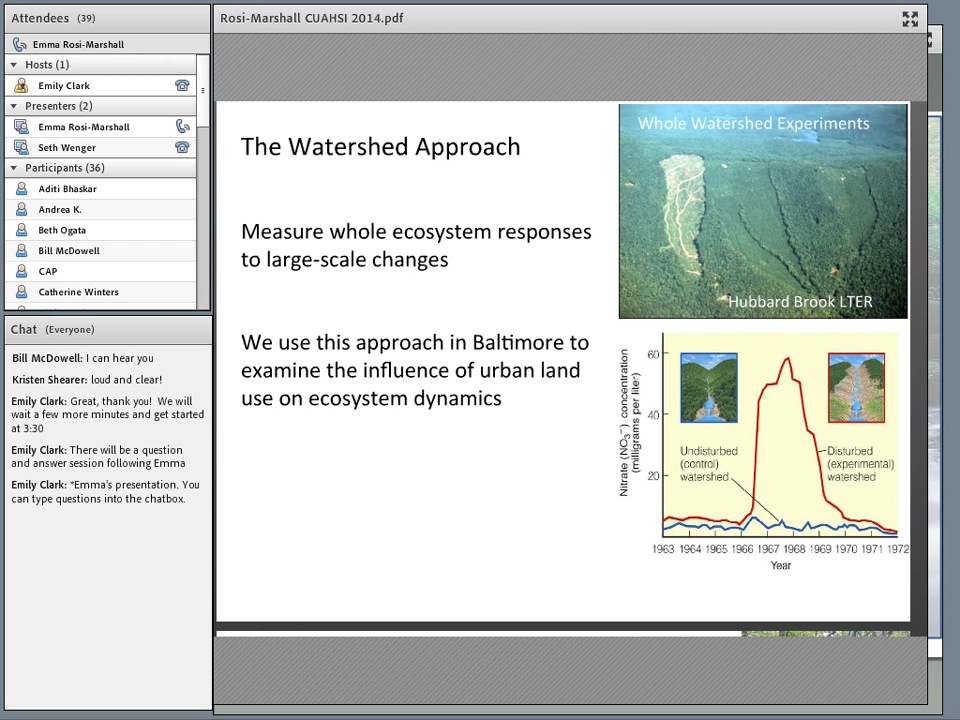 Attendees (39)
Emma Rosi-Marshall
Hosts (1)
Emily Clark
Presenters (2)
Emma Rosi-Marshall
Seth Wenger
Participants (36)
Aditi Bhaskar
Andrea K.
Beth Ogata
Bill McDowell
CAP
Catherine Winters
Chat (Everyone)
Bill McDowell: I can hear you
Kristen Shearer: loud and clear!
Emily Clark: Great, thank you! We will
wait a few more minutes and get started
at 3:30
Emily Clark: There will be a question
and answer session following Emma
Emily Clark: *Emma's presentation. You
can type questions into the chatbox.
Rosi-Marshall CUAHSI 2014.pdf
The Watershed Approach
Measure whole ecosystem responses
to large-scale changes
We use this approach in Baltimore to
examine the influence of urban land
use on ecosystem dynamics
Whole Watershed Experiments
Hubbard Brook LTER
Nitrate (NO₃⁻) concentration
(milligrams per liter)
60
40
20
Undisturbed
(control)
watershed
Disturbed
(experimental)
watershed
1963 1964 1965 1966 1967 1968 1969 1970 1971 1972
Year